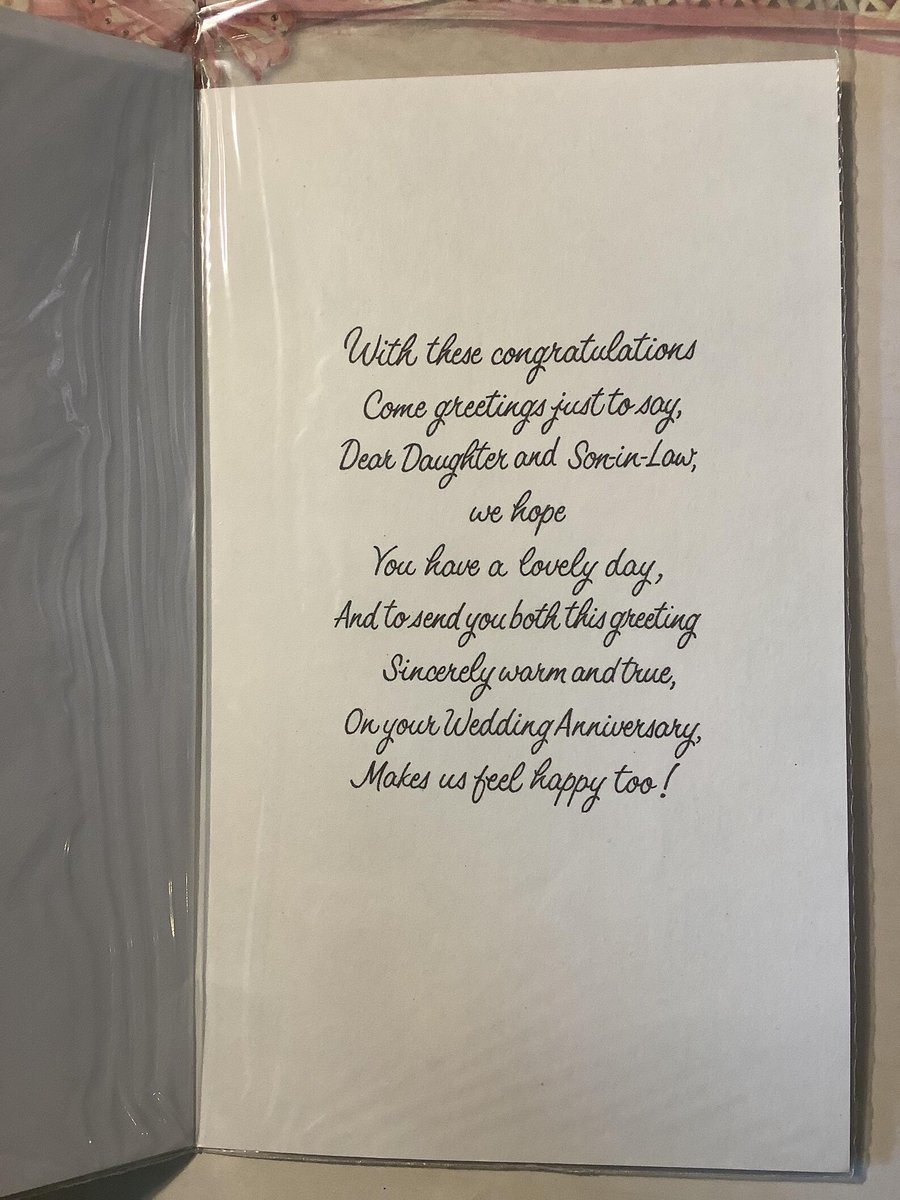 With these congratulations
Come greetings just to say,
Dear Daughter and Son-in-Law,
we hope
You have a lovely day,
And to send you both this greeting
Sincerely warm and true,
On your Wedding Anniversary,
Makes us feel happy too!